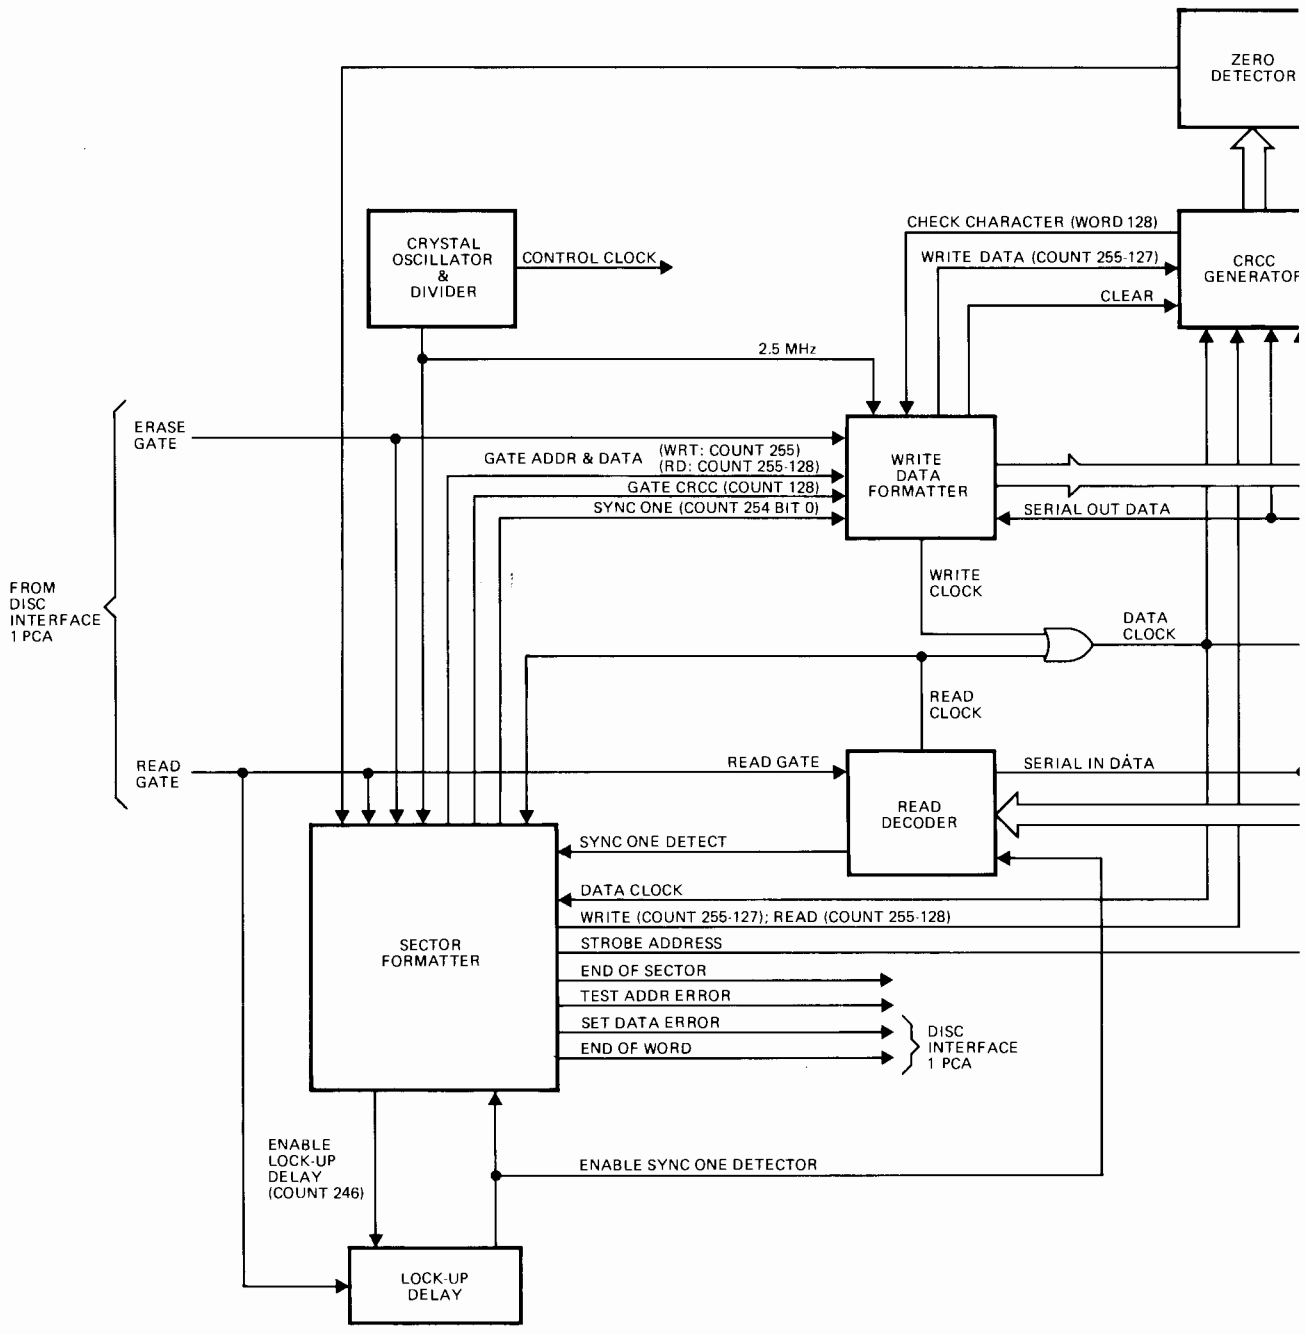 ZERO
DETECTOR
CRYSTAL
OSCILLATOR
&
DIVIDER
CONTROL CLOCK
CHECK CHARACTER (WORD 128)
WRITE DATA (COUNT 255-127)
CLEAR
CRCC
GENERATOR
2.5 MHz
ERASE
GATE
GATE ADDR & DATA
(WRT: COUNT 255)
(RD: COUNT 255-128)
GATE CRCC (COUNT 128)
SYNC ONE (COUNT 254 BIT 0)
WRITE
DATA
FORMATTER
SERIAL OUT DATA
FROM
DISC
INTERFACE
1 PCA
WRITE
CLOCK
DATA
CLOCK
READ
CLOCK
READ
GATE
READ GATE
READ
DECODER
SERIAL IN DATA
SYNC ONE DETECT
DATA CLOCK
WRITE (COUNT 255-127); READ (COUNT 255-128)
STROBE ADDRESS
SECTOR
FORMATTER
END OF SECTOR
TEST ADDR ERROR
SET DATA ERROR
END OF WORD
DISC
INTERFACE
1 PCA
ENABLE
LOCK-UP
DELAY
(COUNT 246)
ENABLE SYNC ONE DETECTOR
LOCK-UP
DELAY